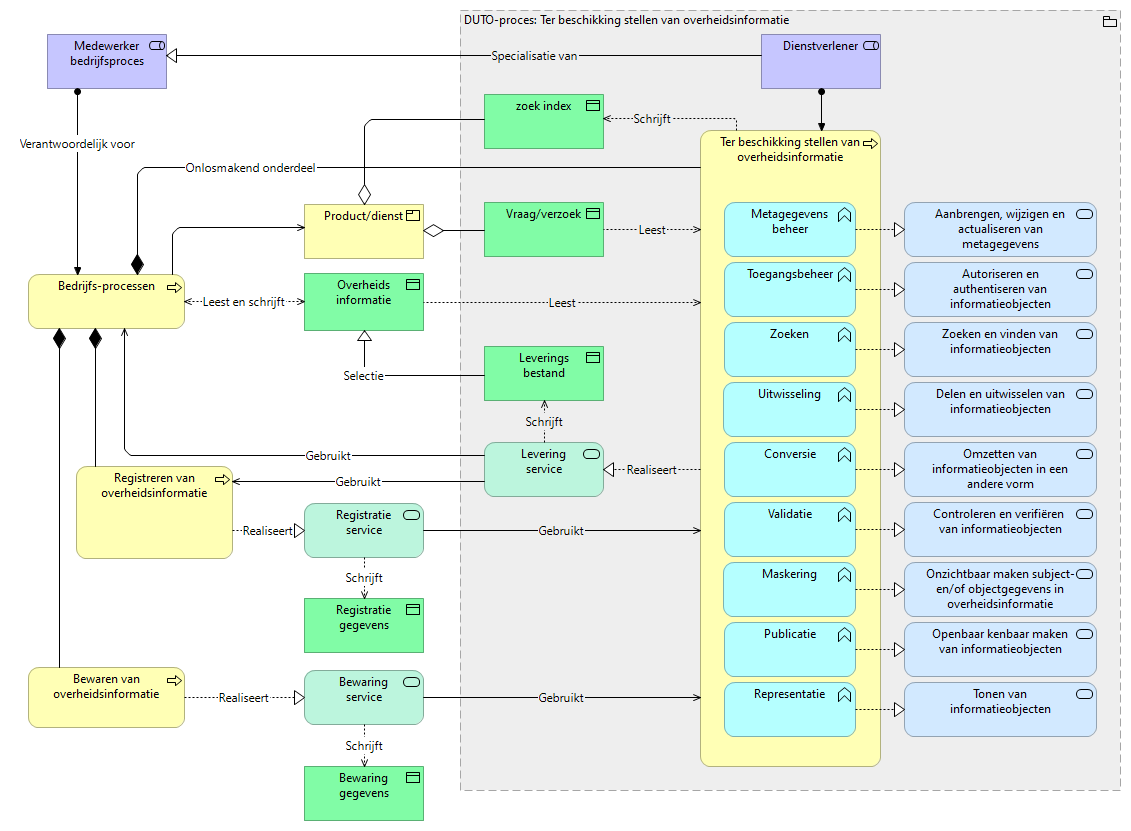 DUTO-proces: Ter beschikking stellen van overheidsinformatie
Medewerker
bedrijfsproces
Specialisatie van
Dienstverlener
zoek index
Schrijft
Verantwoordelijk voor
Ter beschikking stellen van
overheidsinformatie
Onlosmakend onderdeel
Product/dienst
Vraag/verzoek
Leest
Metagegevens
beheer
Aanbrengen, wijzigen en
actualiseren van
metagegevens
Bedrijfs-processen
Leest en schrijft
Overheids
informatie
Leest
Toegangsbeheer
Autoriseren en
authentiseren van
informatieobjecten
Zoeken
Zoeken en vinden van
informatieobjecten
Selectie
Leverings
bestand
Uitwisseling
Delen en uitwisselen van
informatieobjecten
Schrijft
Gebruikt
Levering
service
Realiseert
Conversie
Omzetten van
informatieobjecten in een
andere vorm
Registreren van
overheidsinformatie
Gebruikt
Realiseert
Registratie
service
Gebruikt
Validatie
Controleren en verifiëren
van informatieobjecten
Schrijft
Maskering
Onzichtbaar maken subject-
en/of objectgegevens in
overheidsinformatie
Registratie
gegevens
Publicatie
Openbaar kenbaar maken
van informatieobjecten
Bewaren van
overheidsinformatie
Realiseert
Bewaring
service
Gebruikt
Representatie
Tonen van
informatieobjecten
Schrijft
Bewaring
gegevens